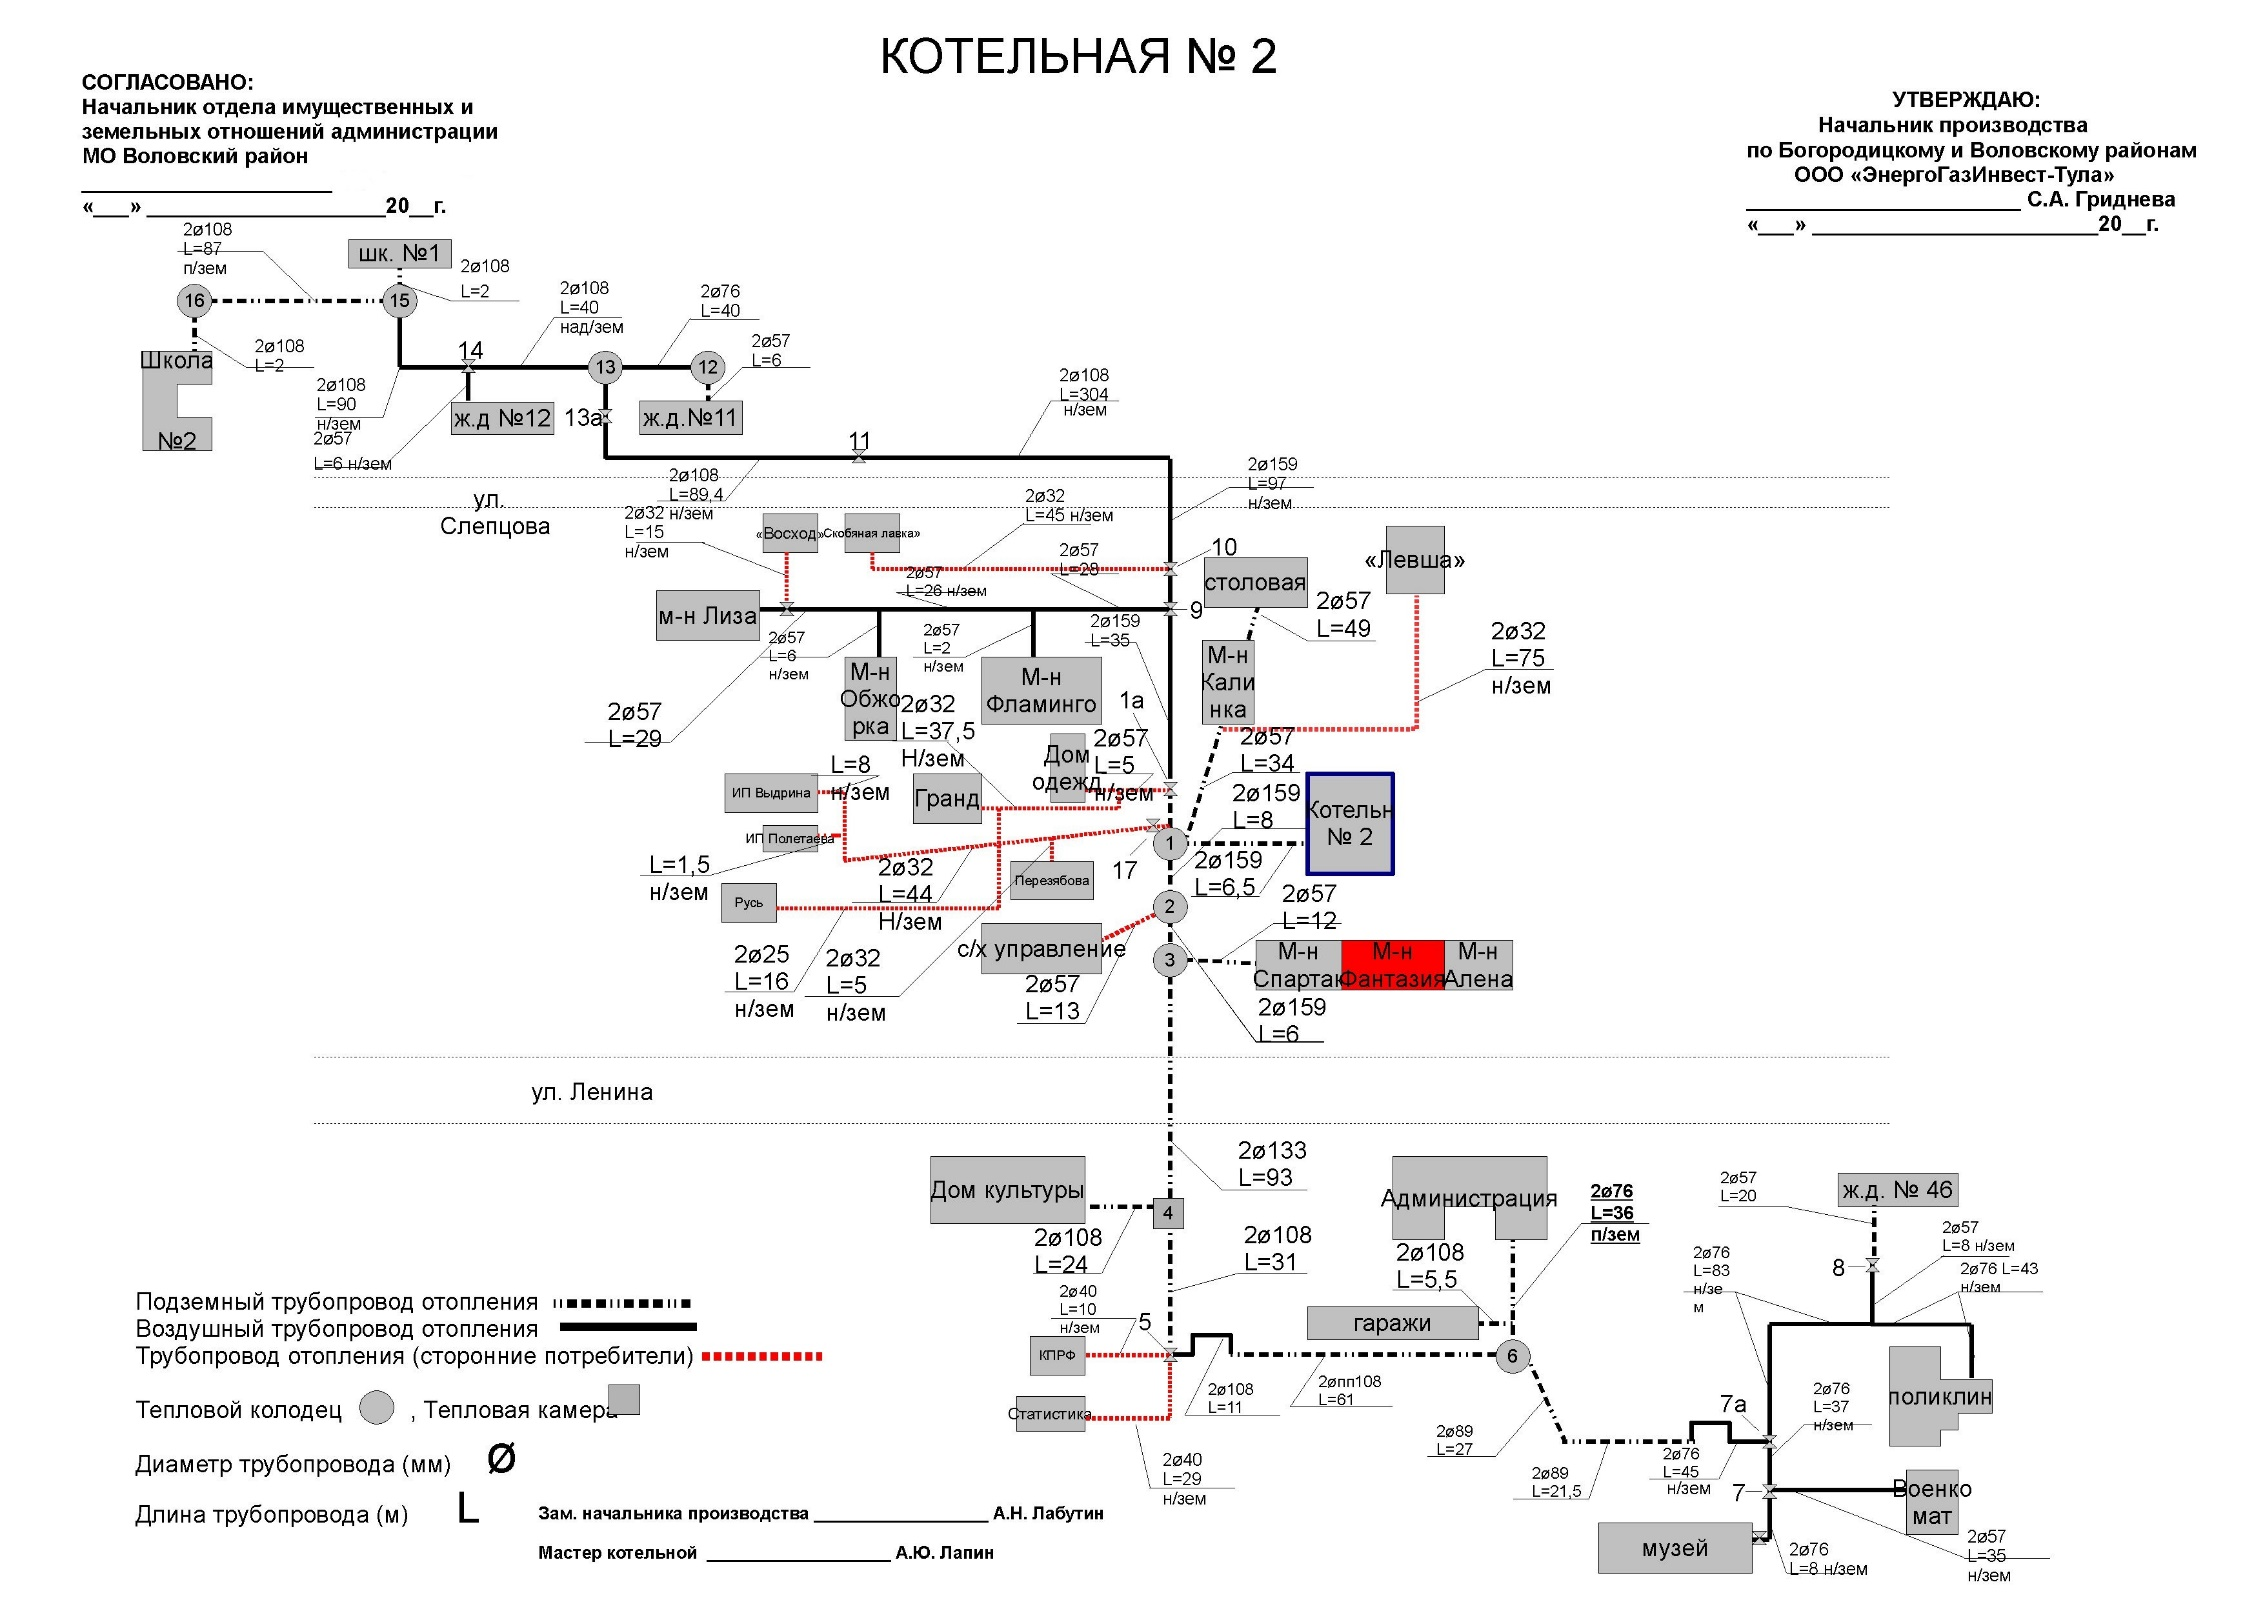 КОТЕЛЬНАЯ № 2
СОГЛАСОВАНО:
Начальник отдела имущественных и
земельных отношений администрации
МО Воловский район
«___» ____________________20__г.
УТВЕРЖДАЮ:
Начальник производства
по Богородицкому и Воловскому районам
ООО «ЭнергоГазИнвест-Тула»
_______________________ С.А. Гриднева
«___» ________________________20__г.
2ø108
L=87
п/зем
шк. №1
2ø108
L=2
16
15
2ø108
L=40
над/зем
2ø76
L=40
2ø57
L=6
Школа
№2
2ø108
L=2
14
13
12
2ø108
L=90
н/зем
2ø57
L=6 н/зем
ж.д №12
13а
ж.д.№11
2ø108
L=304
н/зем
11
2ø108
L=89,4
н/зем
2ø159
L=97
н/зем
ул.
Слепцова
2ø32
L=15
н/зем
«Восход»
Скобяная лавка»
2ø32
L=45 н/зем
2ø57
L=28
10
2ø57
L=26 н/зем
столовая
«Левша»
м-н Лиза
9
2ø57
L=49
2ø57
L=6
н/зем
2ø57
L=2
н/зем
2ø159
L=35
2ø32
L=75
н/зем
М-н
Обжо
рка
М-н
Фламинго
М-н
Кали
нка
1а
2ø57
L=29
2ø32
L=37,5
Н/зем
Дом
одежд
2ø57
L=5
н/зем
2ø57
L=34
L=8
н/зем
ИП Выдрина
Гранд
2ø159
L=8
Котельн
№ 2
ИП Полетаева
1
17
2ø159
L=6,5
L=1,5
н/зем
2ø32
L=44
Н/зем
Перезябова
Русь
2
2ø57
L=12
с/х управление
3
М-н
Спартак
М-н
Фантазия
М-н
Алена
2ø25
L=16
н/зем
2ø32
L=5
н/зем
2ø57
L=13
2ø159
L=6
ул. Ленина
2ø133
L=93
Дом культуры
4
Администрация
2ø76
L=36
п/зем
2ø57
L=20
ж.д. № 46
2ø108
L=24
2ø108
L=31
2ø108
L=5,5
2ø76
L=83
н/зе
м
2ø57
L=8 н/зем
8
2ø76 L=43
н/зем
2ø40
L=10
н/зем
5
гаражи
КПРФ
6
2ø108
L=11
2øпп108
L=61
Статистика
2ø76
L=37
н/зем
7а
поликлин
2ø89
L=27
2ø40
L=29
н/зем
2ø89
L=21,5
2ø76
L=45
н/зем
7
Военко
мат
музей
2ø76
L=8 н/зем
2ø57
L=35
н/зем
Подземный трубопровод отопления
Воздушный трубопровод отопления
Трубопровод отопления (сторонние потребители)
Тепловой колодец , Тепловая камера
Диаметр трубопровода (мм) Ø
Длина трубопровода (м) L
Зам. начальника производства __________________ А.Н. Лабутин
Мастер котельной ___________________ А.Ю. Лапин